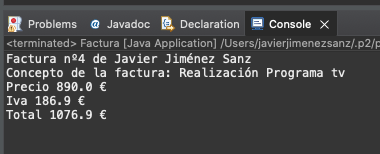 Problems Javadoc Declaration Console
<terminated> Factura [Java Application] /Users/javierjimenezsanz/.p2/p
Factura nº4 de Javier Jiménez Sanz
Concepto de la factura: Realización Programa tv
Precio 890.0 €
Iva 186.9 €
Total 1076.9 €